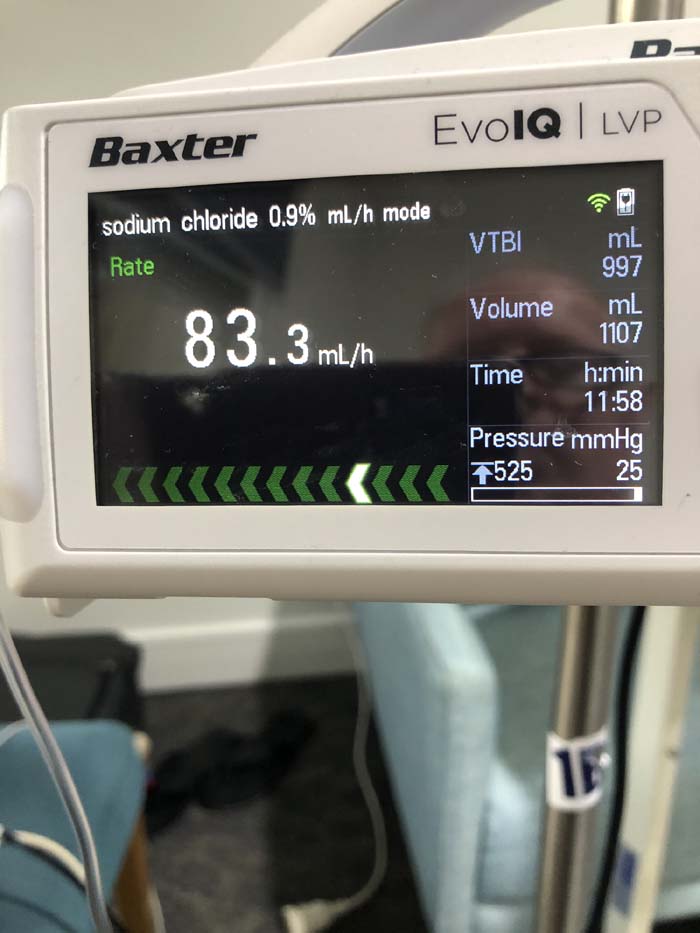 Baxter
EvoIQ | LVP
sodium chloride 0.9% mL/h mode
Rate
83.3 mL/h
VTBI mL
997
Volume mL
1107
Time h:min
11:58
Pressure mmHg
525 25